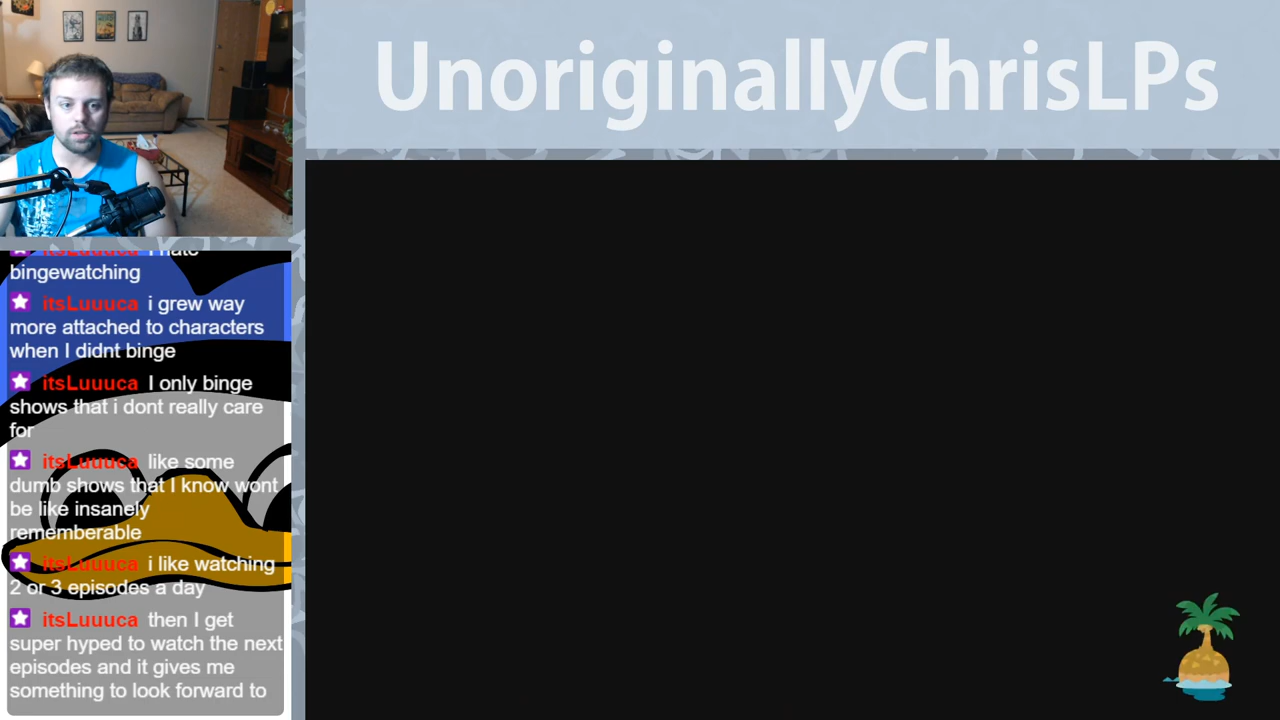 UnoriginallyChrisLPs
itsLuuuca I hate
bingewatching
itsLuuuca i grew way
more attached to characters
when I didnt binge
itsLuuuca I only binge
shows that i dont really care
for
itsLuuuca like some
dumb shows that I know wont
be like insanely
rememberable
itsLuuuca i like watching
2 or 3 episodes a day
itsLuuuca then I get
super hyped to watch the next
episodes and it gives me
something to look forward to